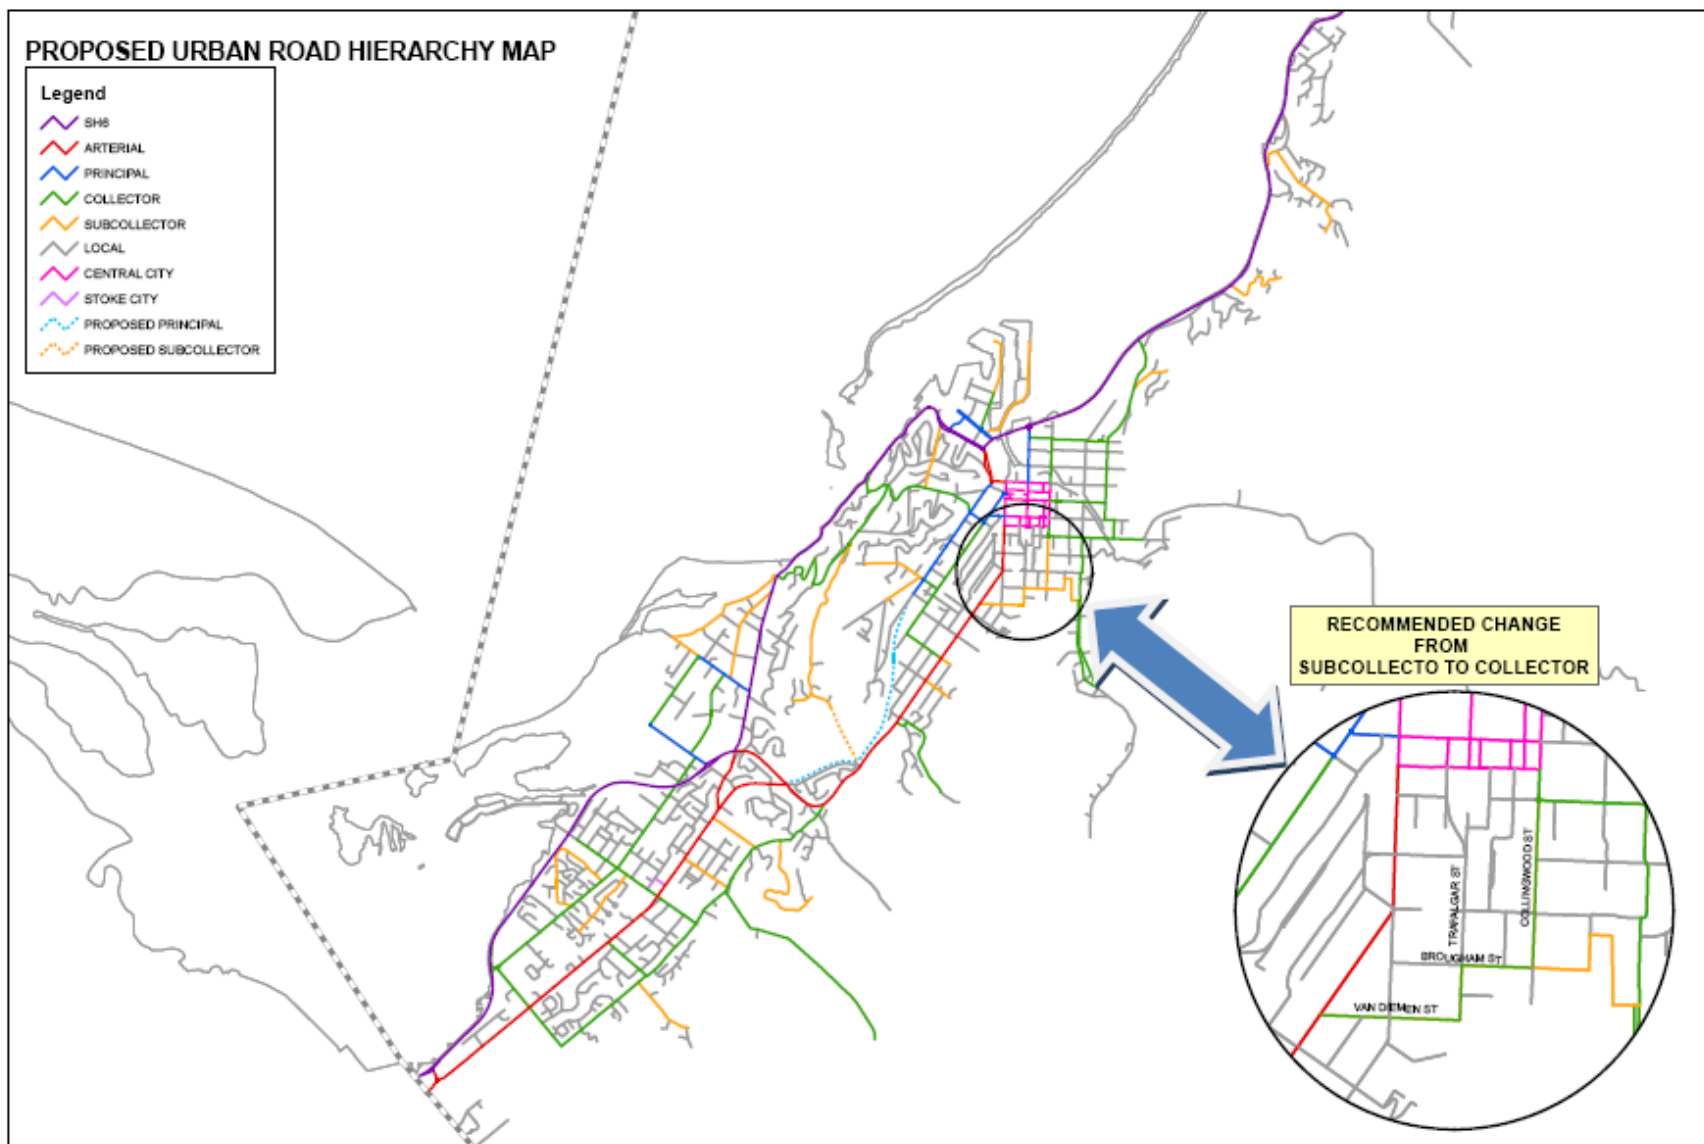 PROPOSED URBAN ROAD HIERARCHY MAP
Legend
SH6
ARTERIAL
PRINCIPAL
COLLECTOR
SUBCOLLECTOR
LOCAL
CENTRAL CITY
STOKE CITY
PROPOSED PRINCIPAL
PROPOSED SUBCOLLECTOR
RECOMMENDED CHANGE
FROM
SUBCOLLECTO TO COLLECTOR
TRAFALGAR ST
COLLINGWOOD ST
BROUGHAM ST
VAN DIEMEN ST